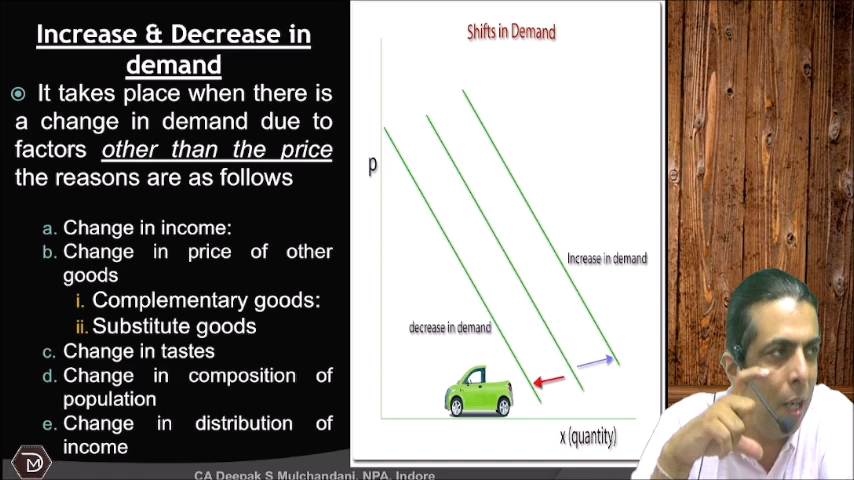 Increase & Decrease in
demand
It takes place when there is
a change in demand due to
factors other than the price
the reasons are as follows
a. Change in income:
b. Change in price of other
goods
i. Complementary goods:
ii. Substitute goods
c. Change in tastes
d. Change in composition of
population
e. Change in distribution of
income
CA Deepak S Mulchandani, NPA, Indore
Shifts in Demand
p
Increase in demand
decrease in demand
x (quantity)